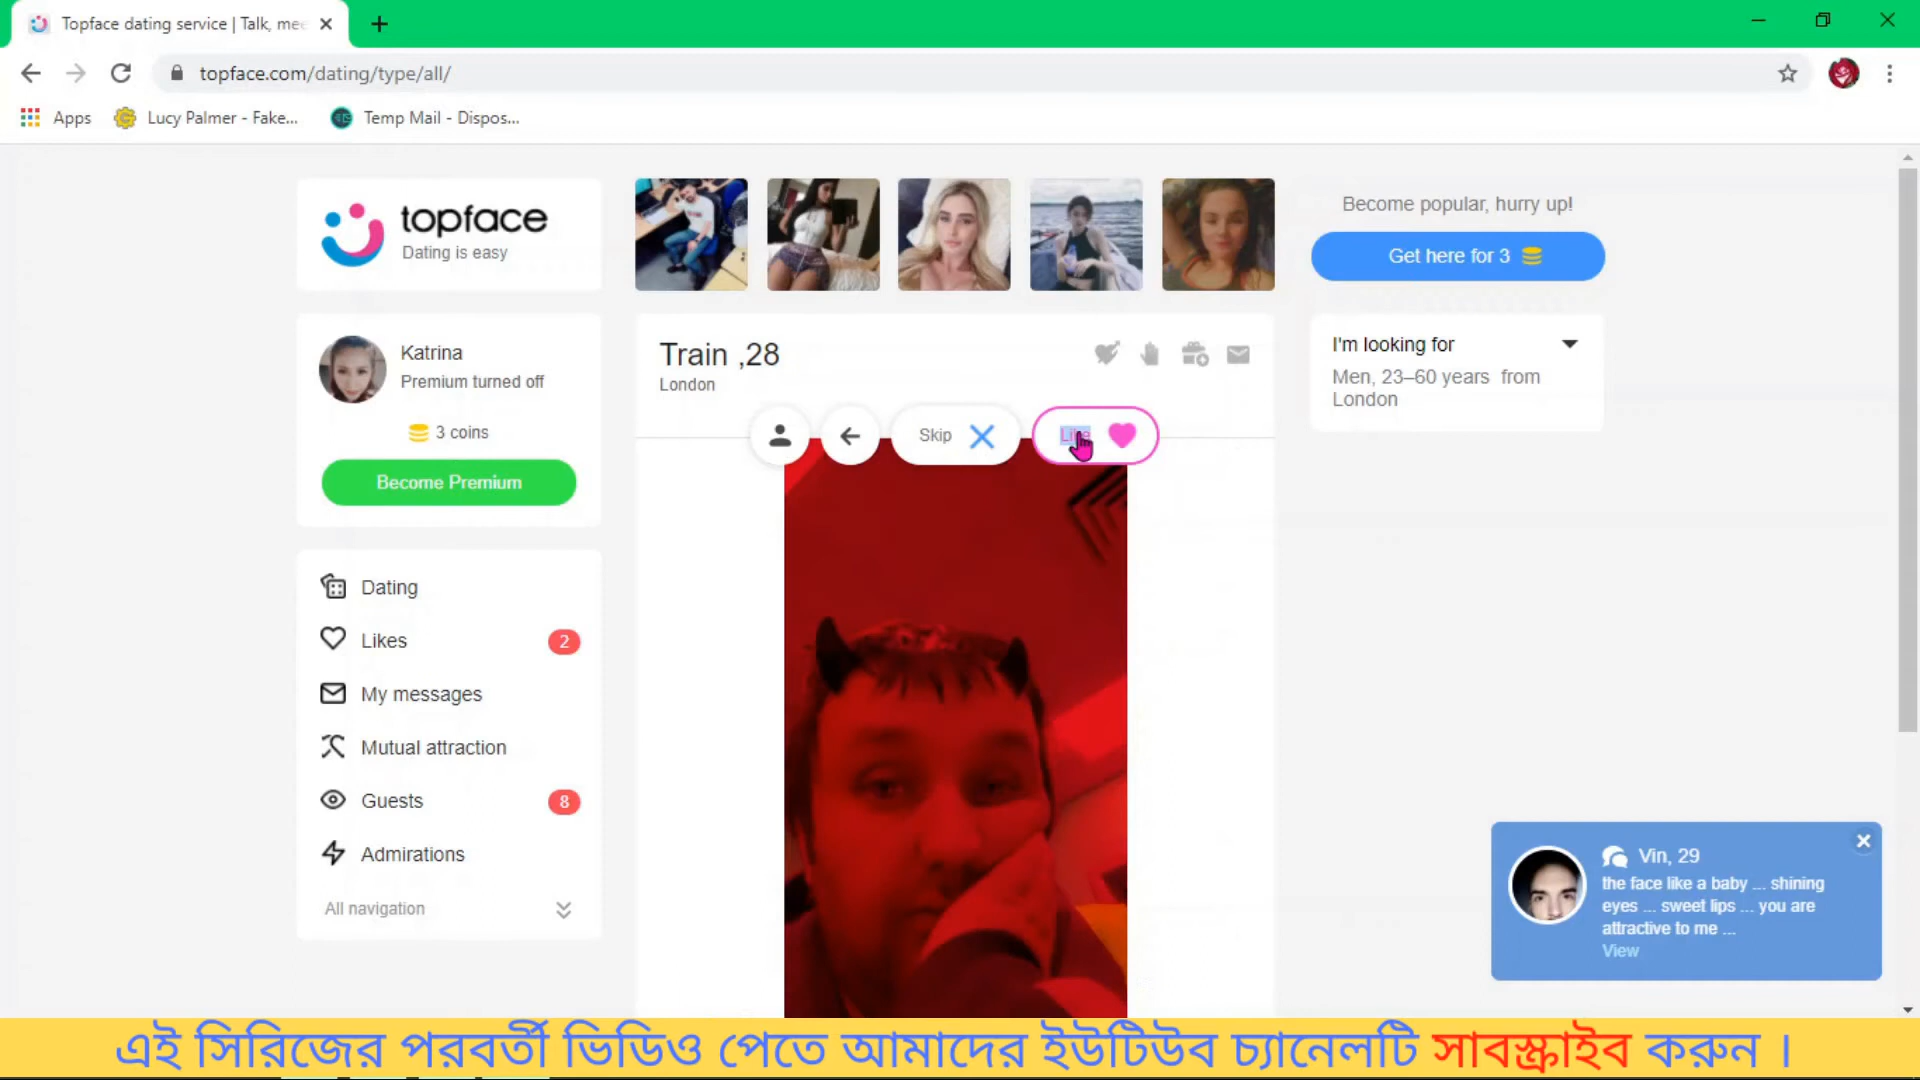 Topface dating service | Talk, mee
topface.com/dating/type/all/
Apps
Lucy Palmer - Fake...
Temp Mail - Dispos...
topface
Dating is easy
Become popular, hurry up!
Get here for 3
Katrina
Premium turned off
3 coins
Become Premium
Train ,28
London
Skip
Like
I'm looking for
Men, 23–60 years from
London
Dating
Likes
2
My messages
Mutual attraction
Guests
8
Admirations
All navigation
Vin, 29
the face like a baby ... shining
eyes ... sweet lips ... you are
attractive to me ...
View
এই সিরিজের পরবর্তী ভিডিও পেতে আমাদের ইউটিউব চ্যানেলটি সাবস্ক্রাইব করুন ।